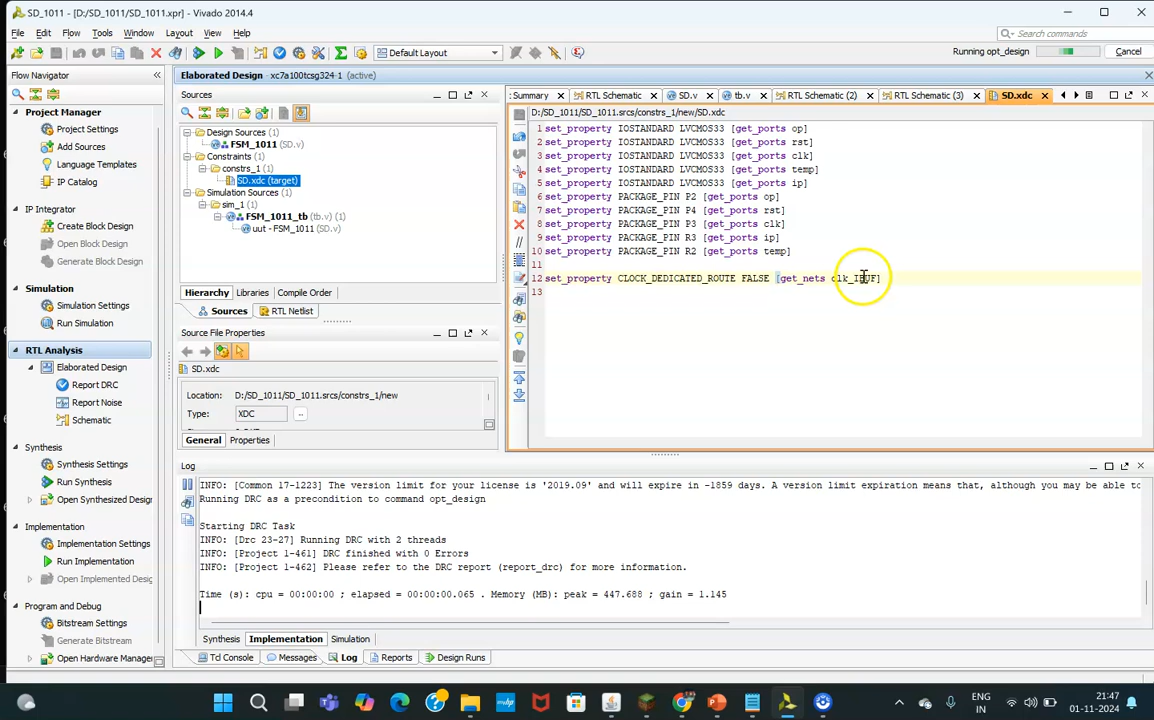 SD_1011 - [D:/SD_1011/SD_1011.xpr] - Vivado 2014.4
File Edit Flow Tools Window Layout View Help
Search commands
Default Layout
Running opt_design
Cancel
Flow Navigator
Project Manager
Project Settings
Add Sources
Language Templates
IP Catalog
IP Integrator
Create Block Design
Open Block Design
Generate Block Design
Simulation
Simulation Settings
Run Simulation
RTL Analysis
Elaborated Design
Report DRC
Report Noise
Schematic
Synthesis
Synthesis Settings
Run Synthesis
Open Synthesized Design
Implementation
Implementation Settings
Run Implementation
Open Implemented Desig
Program and Debug
Bitstream Settings
Generate Bitstream
Open Hardware Manager
Elaborated Design - xc7a100tcsg324-1 (active)
Sources
Design Sources (1)
FSM_1011 (SD.v)
Constraints (1)
constrs_1 (1)
SD.xdc (target)
Simulation Sources (1)
sim_1 (1)
FSM_1011_tb (tb.v) (1)
uut - FSM_1011 (SD.v)
Hierarchy Libraries Compile Order
Sources RTL Netlist
Source File Properties
SD.xdc
Location: D:/SD_1011/SD_1011.srcs/constrs_1/new
Type: XDC
General Properties
Summary RTL Schematic SD.v tb.v RTL Schematic (2) RTL Schematic (3) SD.xdc
D:/SD_1011/SD_1011.srcs/constrs_1/new/SD.xdc
1 set_property IOSTANDARD LVCMOS33 [get_ports op]
2 set_property IOSTANDARD LVCMOS33 [get_ports rst]
3 set_property IOSTANDARD LVCMOS33 [get_ports clk]
4 set_property IOSTANDARD LVCMOS33 [get_ports temp]
5 set_property IOSTANDARD LVCMOS33 [get_ports ip]
6 set_property PACKAGE_PIN P2 [get_ports op]
7 set_property PACKAGE_PIN P4 [get_ports rst]
8 set_property PACKAGE_PIN P3 [get_ports clk]
9 set_property PACKAGE_PIN R3 [get_ports ip]
10 set_property PACKAGE_PIN R2 [get_ports temp]
11
12 set_property CLOCK_DEDICATED_ROUTE FALSE [get_nets clk_IBUF]
13
Log
INFO: [Common 17-1223] The version limit for your license is '2019.09' and will expire in -1859 days. A version limit expiration means that, although you may be able to
Running DRC as a precondition to command opt_design
Starting DRC Task
INFO: [Drc 23-27] Running DRC with 2 threads
INFO: [Project 1-461] DRC finished with 0 Errors
INFO: [Project 1-462] Please refer to the DRC report (report_drc) for more information.
Time (s): cpu = 00:00:00 ; elapsed = 00:00:00.065 . Memory (MB): peak = 447.688 ; gain = 1.145
Synthesis Implementation Simulation
Tcl Console Messages Log Reports Design Runs
ENG
IN
21:47
01-11-2024